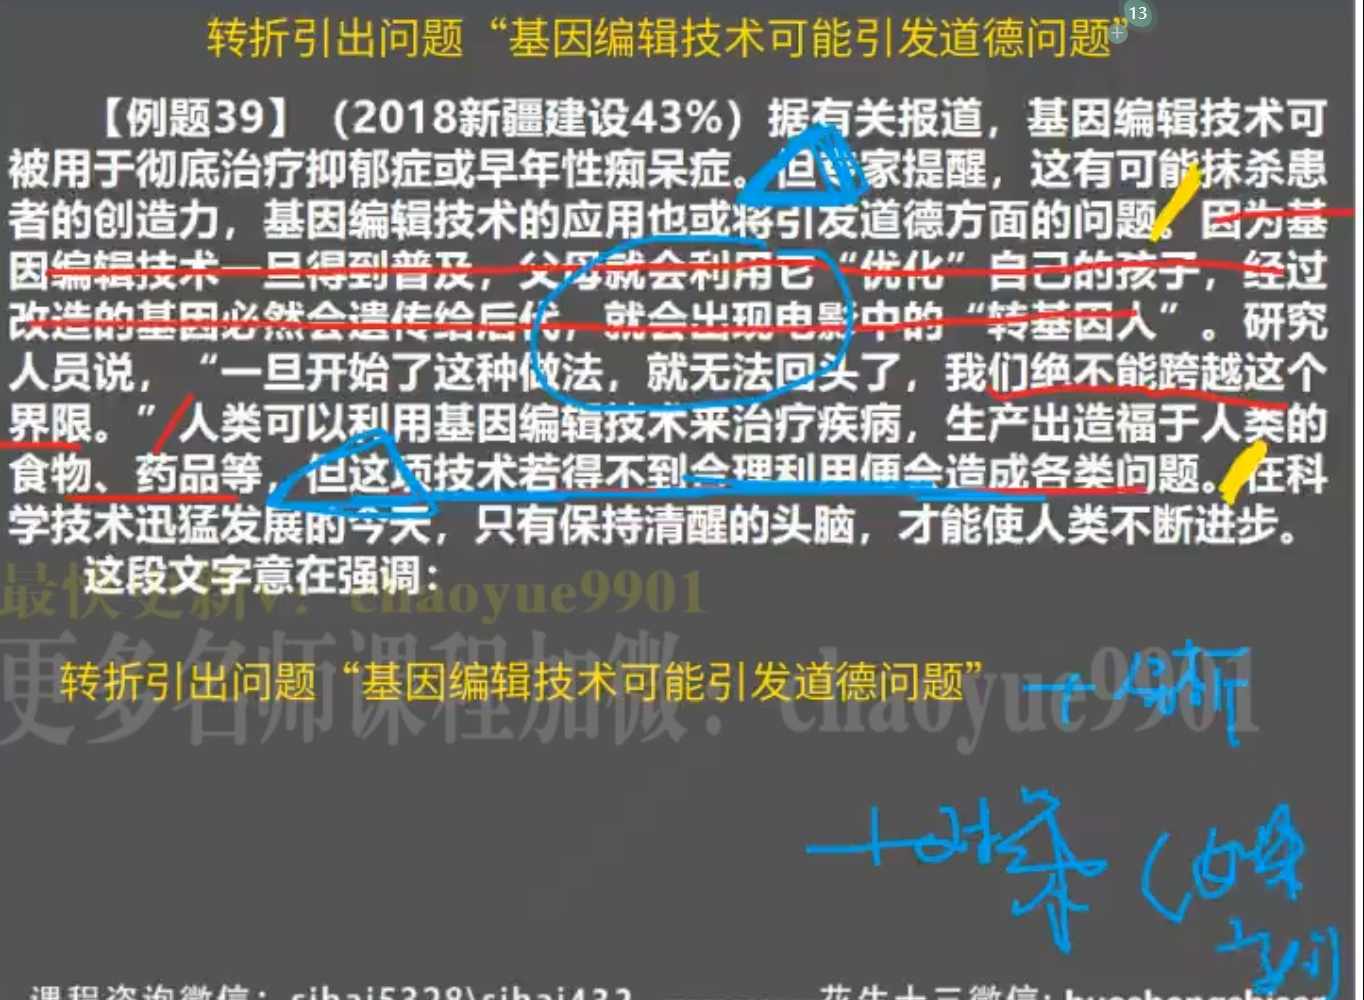 转折引出问题“基因编辑技术可能引发道德问题”
13
【例题39】（2018新疆建设43%）据有关报道，基因编辑技术可
被用于彻底治疗抑郁症或早年性痴呆症。但专家提醒，这有可能抹杀患
者的创造力，基因编辑技术的应用也或将引发道德方面的问题。因为基
因编辑技术一旦得到普及，父母就会利用它“优化”自己的孩子，经过
改造的基因必然会遗传给后代，就会出现电影中的“转基因人”。研究
人员说，“一旦开始了这种做法，就无法回头了，我们绝不能跨越这个
界限。”人类可以利用基因编辑技术来治疗疾病，生产出造福于人类的
食物、药品等，但这项技术若得不到合理利用便会造成各类问题。在科
学技术迅猛发展的今天，只有保持清醒的头脑，才能使人类不断进步。
这段文字意在强调：
最快更新v：chaoyue9901
更多名师课程加微：chaoyue9901
转折引出问题“基因编辑技术可能引发道德问题”
+分析
+对策
课程咨询微信：sihai5328\sihai432
花生十三微信：